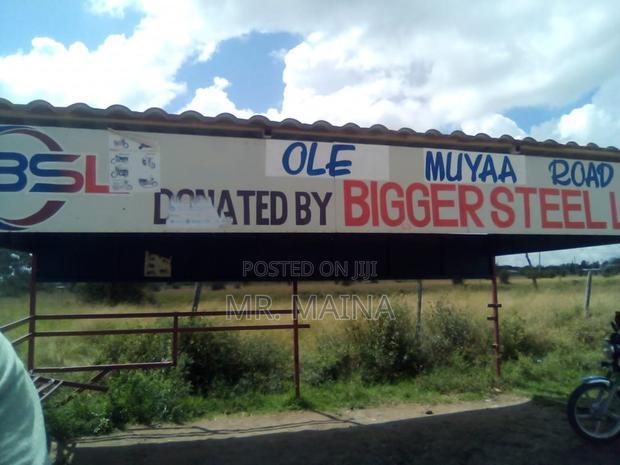 OLE MUYAA ROAD
BSL
DONATED BY BIGGER STEEL L
POSTED ON JIJI
MR. MAINA